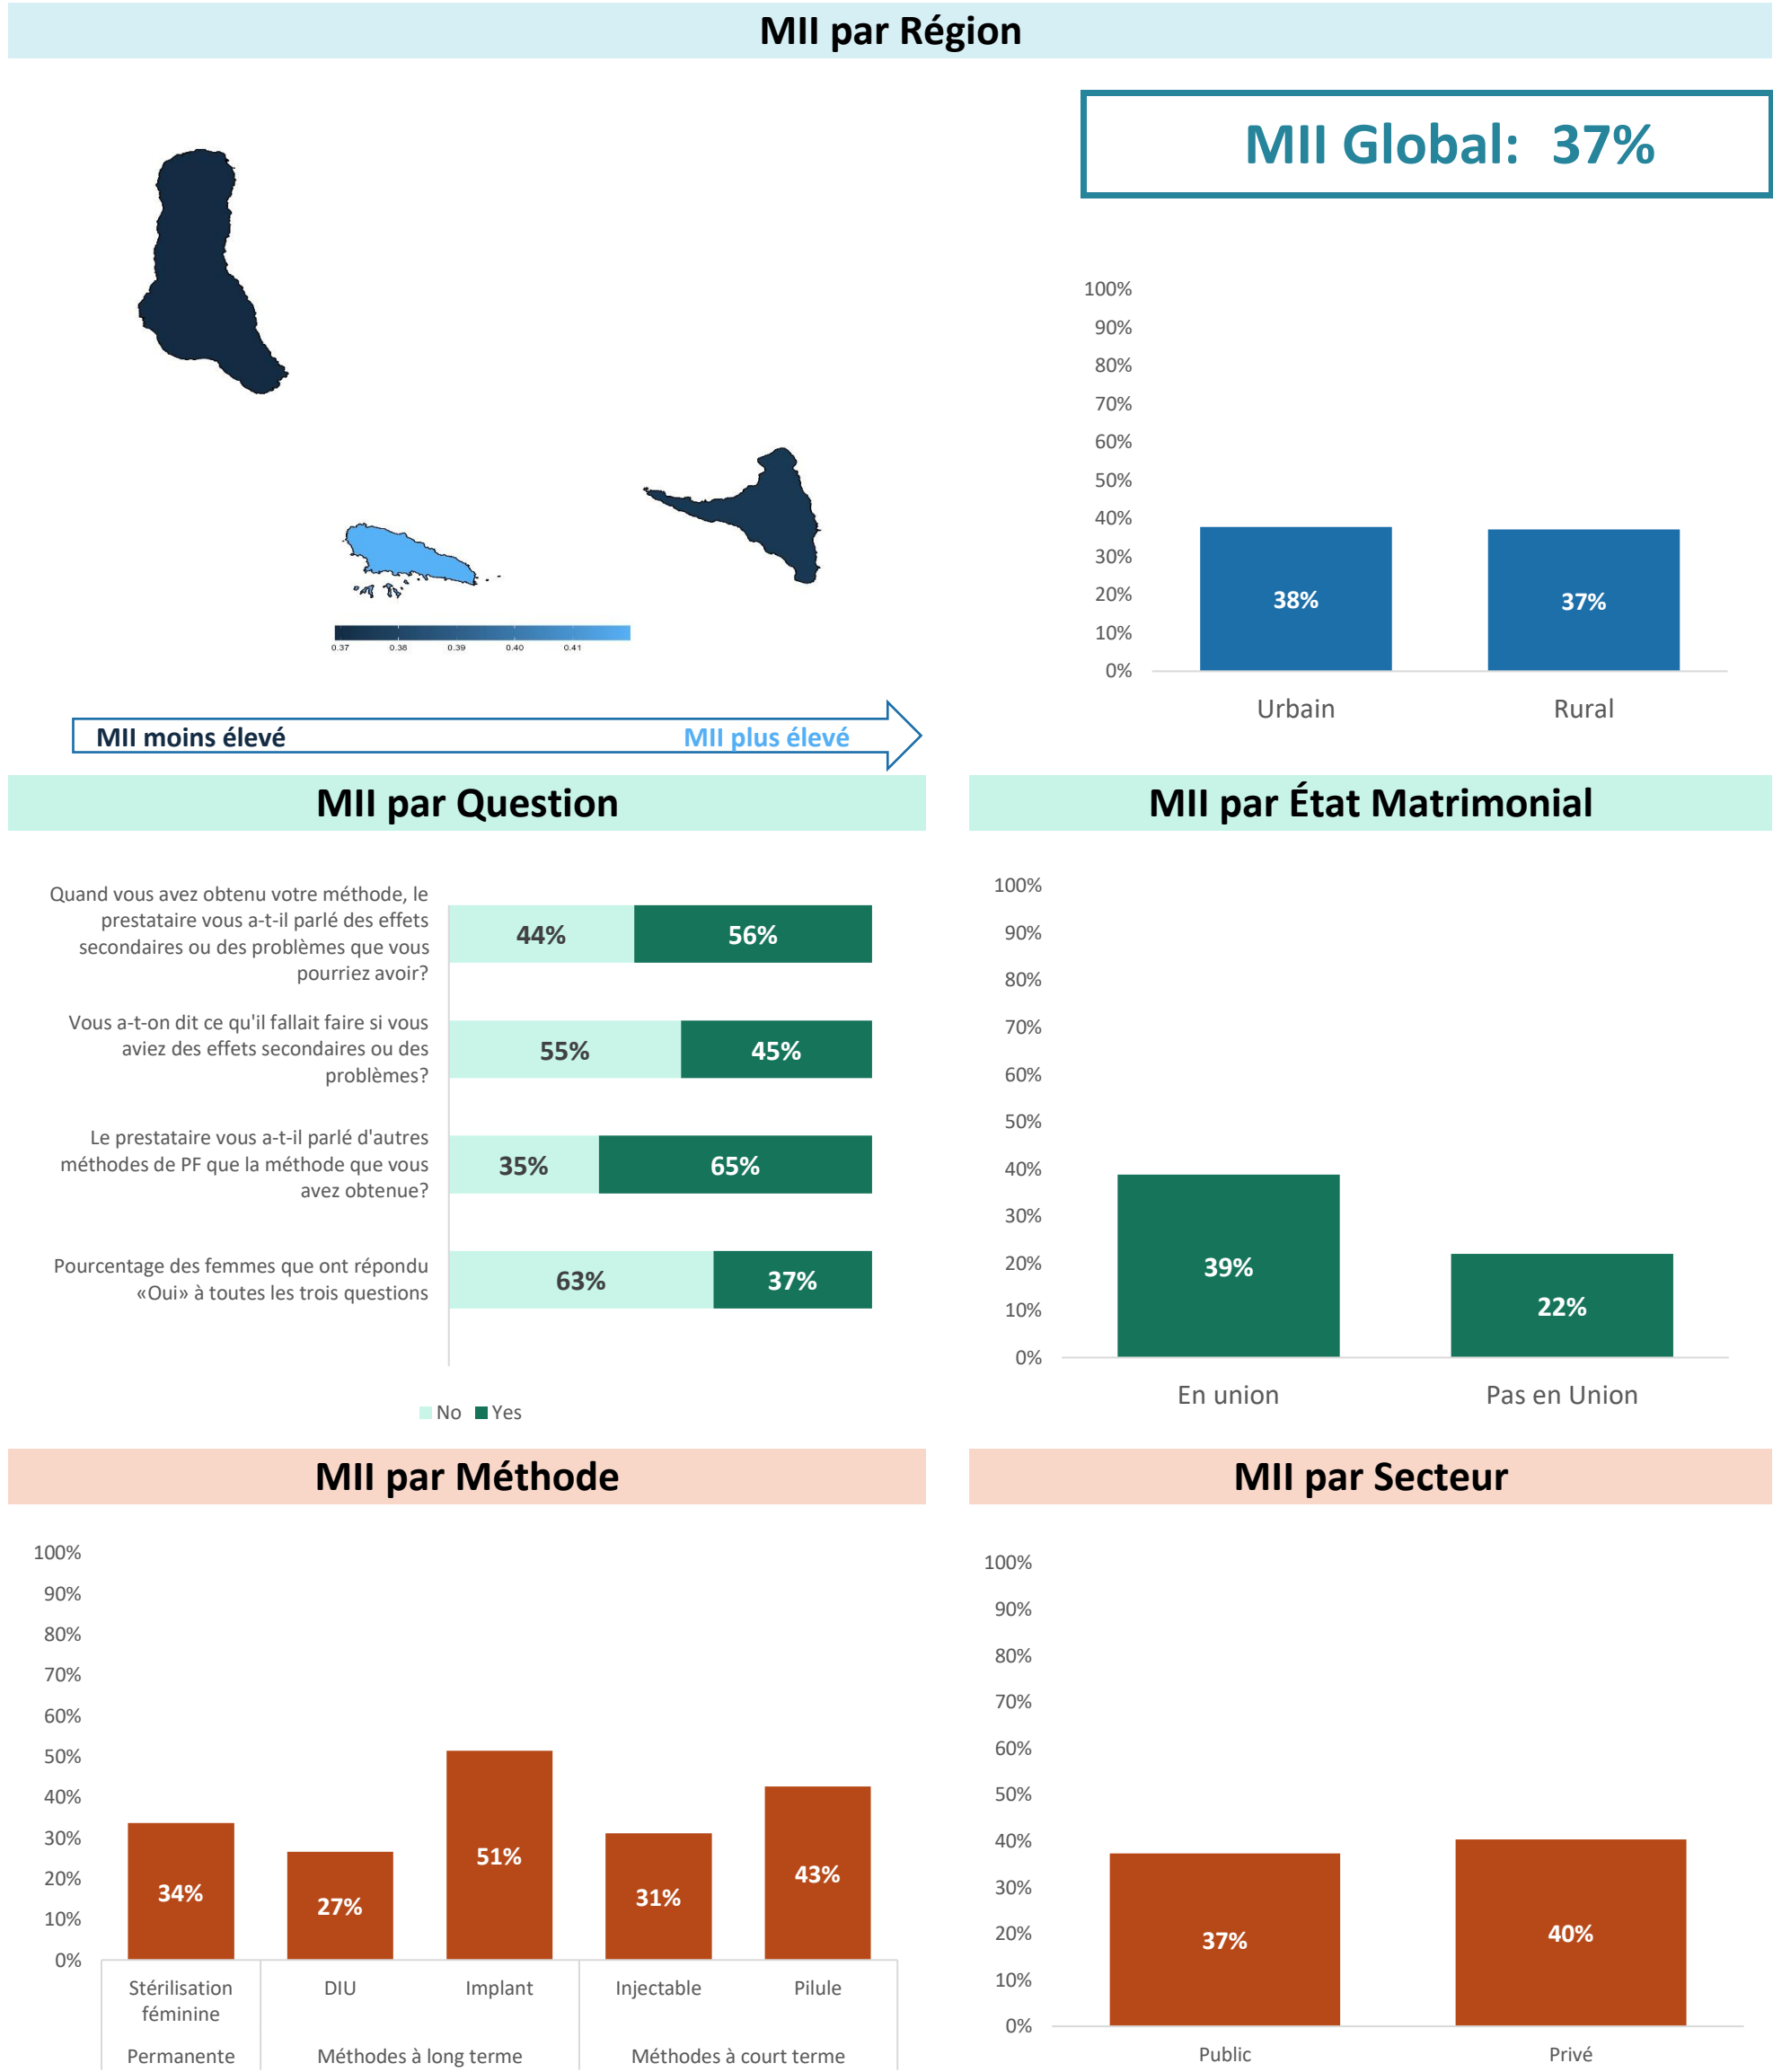 MII par Région
MII Global: 37%
100%
90%
80%
70%
60%
50%
40%
30%
20%
10%
0%
38%
37%
Urbain
Rural
0.37
0.38
0.39
0.40
0.41
MII moins élevé
MII plus élevé
MII par Question
Quand vous avez obtenu votre méthode, le
prestataire vous a-t-il parlé des effets
secondaires ou des problèmes que vous
pourriez avoir?
44%
56%
Vous a-t-on dit ce qu'il fallait faire si vous
aviez des effets secondaires ou des
problèmes?
55%
45%
Le prestataire vous a-t-il parlé d'autres
méthodes de PF que la méthode que vous
avez obtenue?
35%
65%
Pourcentage des femmes que ont répondu
«Oui» à toutes les trois questions
63%
37%
No
Yes
MII par État Matrimonial
100%
90%
80%
70%
60%
50%
40%
30%
20%
10%
0%
39%
22%
En union
Pas en Union
MII par Méthode
100%
90%
80%
70%
60%
50%
40%
30%
20%
10%
0%
34%
27%
51%
31%
43%
Stérilisation
féminine
DIU
Implant
Injectable
Pilule
Permanente
Méthodes à long terme
Méthodes à court terme
MII par Secteur
100%
90%
80%
70%
60%
50%
40%
30%
20%
10%
0%
37%
40%
Public
Privé